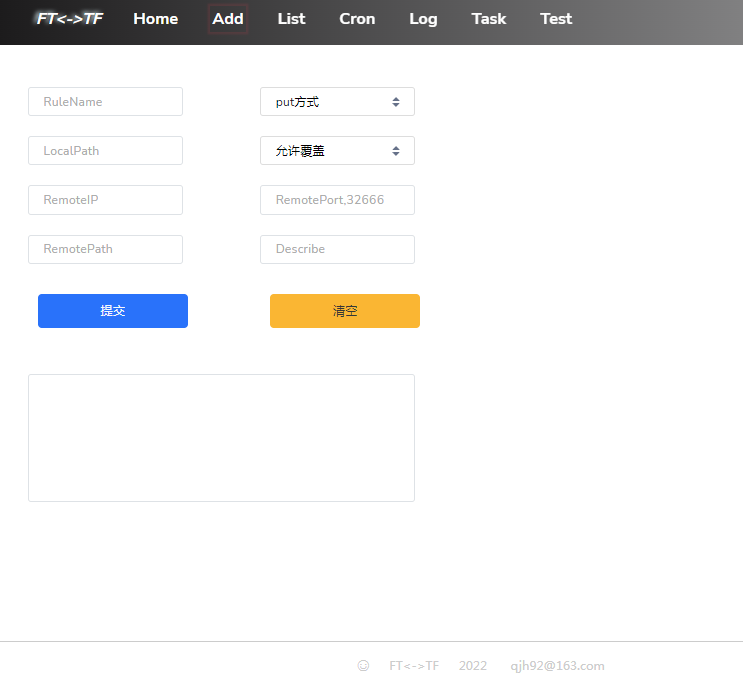 FT<->TF Home Add List Cron Log Task Test
RuleName put方式
LocalPath 允许覆盖
RemoteIP RemotePort,32666
RemotePath Describe
提交 清空
FT<->TF 2022 qjh92@163.com